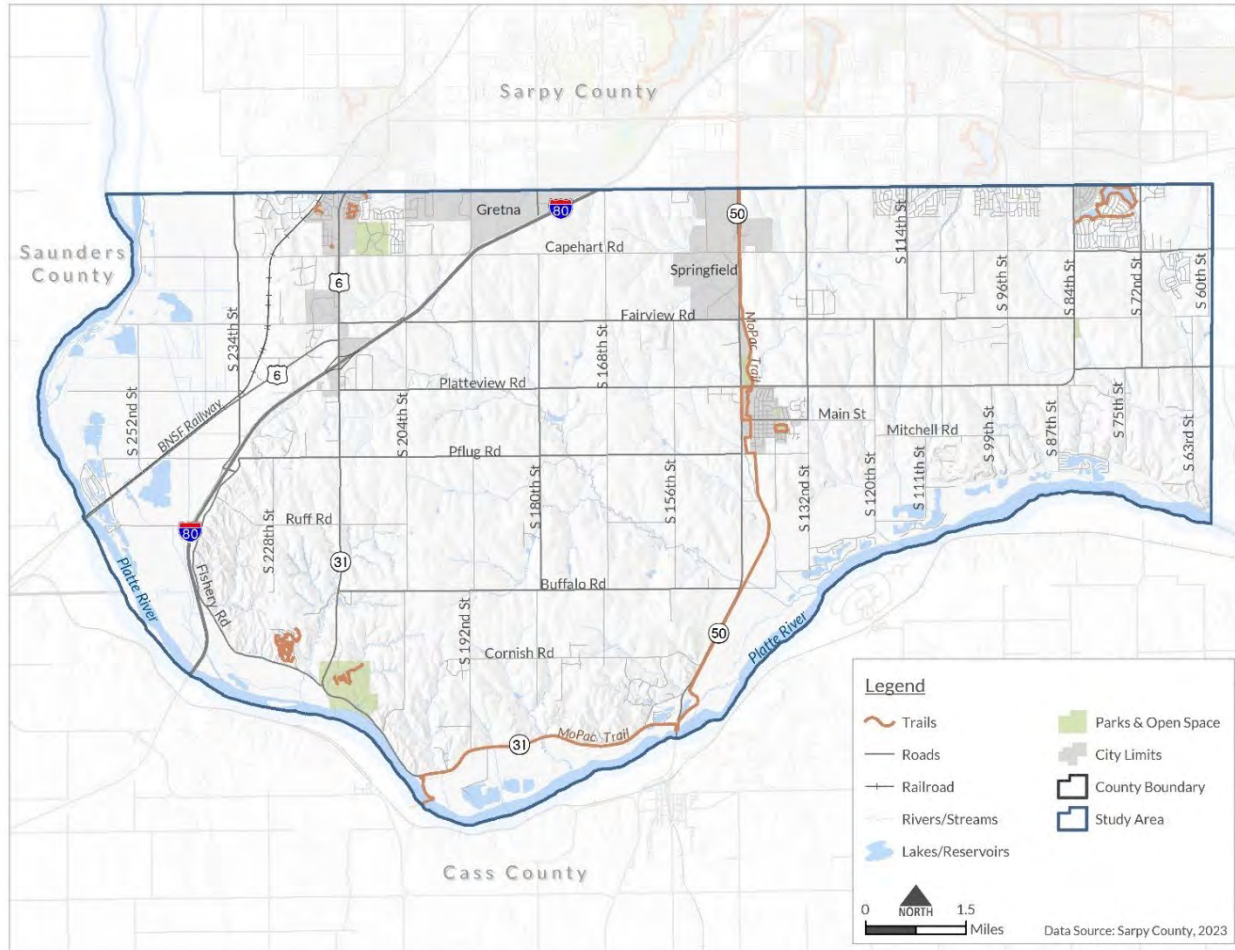 Sarpy County
Saunders
County
Gretna
80
50
Capehart Rd
Springfield
6
S 114th St
S 96th St
S 84th St
S 72nd St
S 60th St
S 234th St
Fairview Rd
MoPac Trail
S 168th St
6
Platteview Rd
S 252nd St
BNSF Railway
S 204th St
Main St
Mitchell Rd
S 99th St
S 87th St
S 75th St
S 63rd St
Pflug Rd
S 180th St
S 156th St
S 132nd St
S 120th St
S 111th St
80
Ruff Rd
S 228th St
31
Platte River
Fishery Rd
Buffalo Rd
S 192nd St
Cornish Rd
50
Platte River
31
MoPac Trail
Cass County
Legend
Trails
Roads
Railroad
Rivers/Streams
Lakes/Reservoirs
Parks & Open Space
City Limits
County Boundary
Study Area
NORTH
0 1.5
Miles
Data Source: Sarpy County, 2023